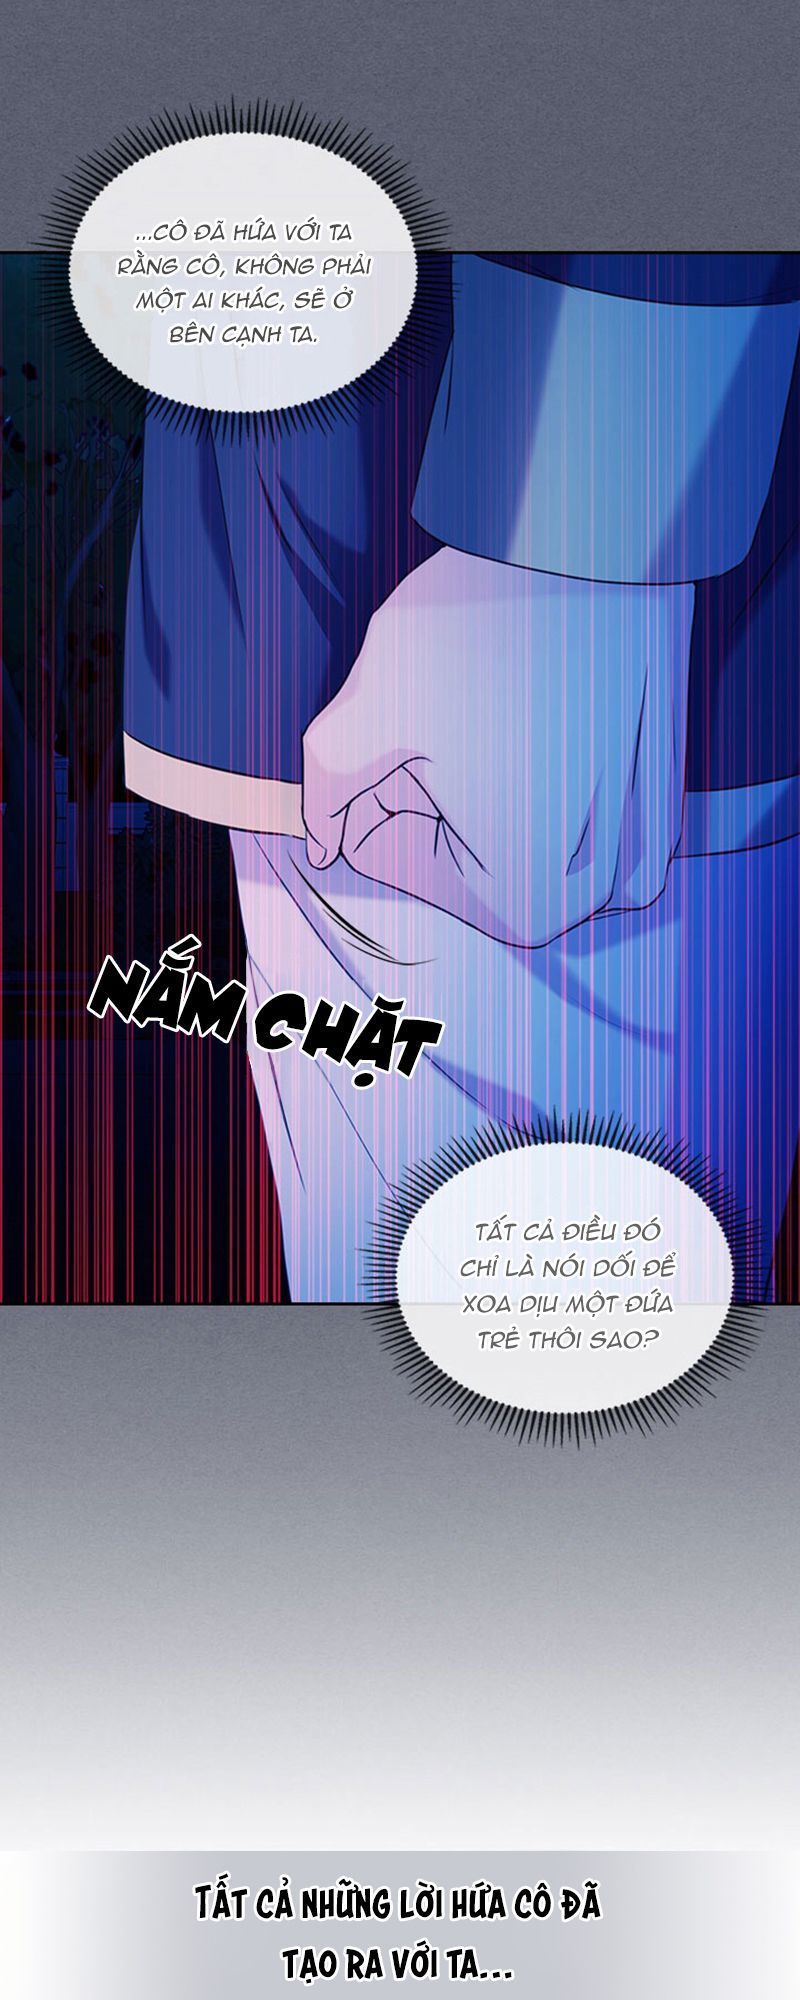 ...CÔ ĐÃ HỨA VỚI TA
RẰNG CÔ, KHÔNG PHẢI
MỘT AI KHÁC, SẼ Ở
BÊN CẠNH TA.
NẮM CHẶT
TẤT CẢ ĐIỀU ĐÓ
CHỈ LÀ NÓI DỐI ĐỂ
XOA DỊU MỘT ĐỨA
TRẺ THÔI SAO?
TẤT CẢ NHỮNG LỜI HỨA CÔ ĐÃ
TẠO RA VỚI TA...